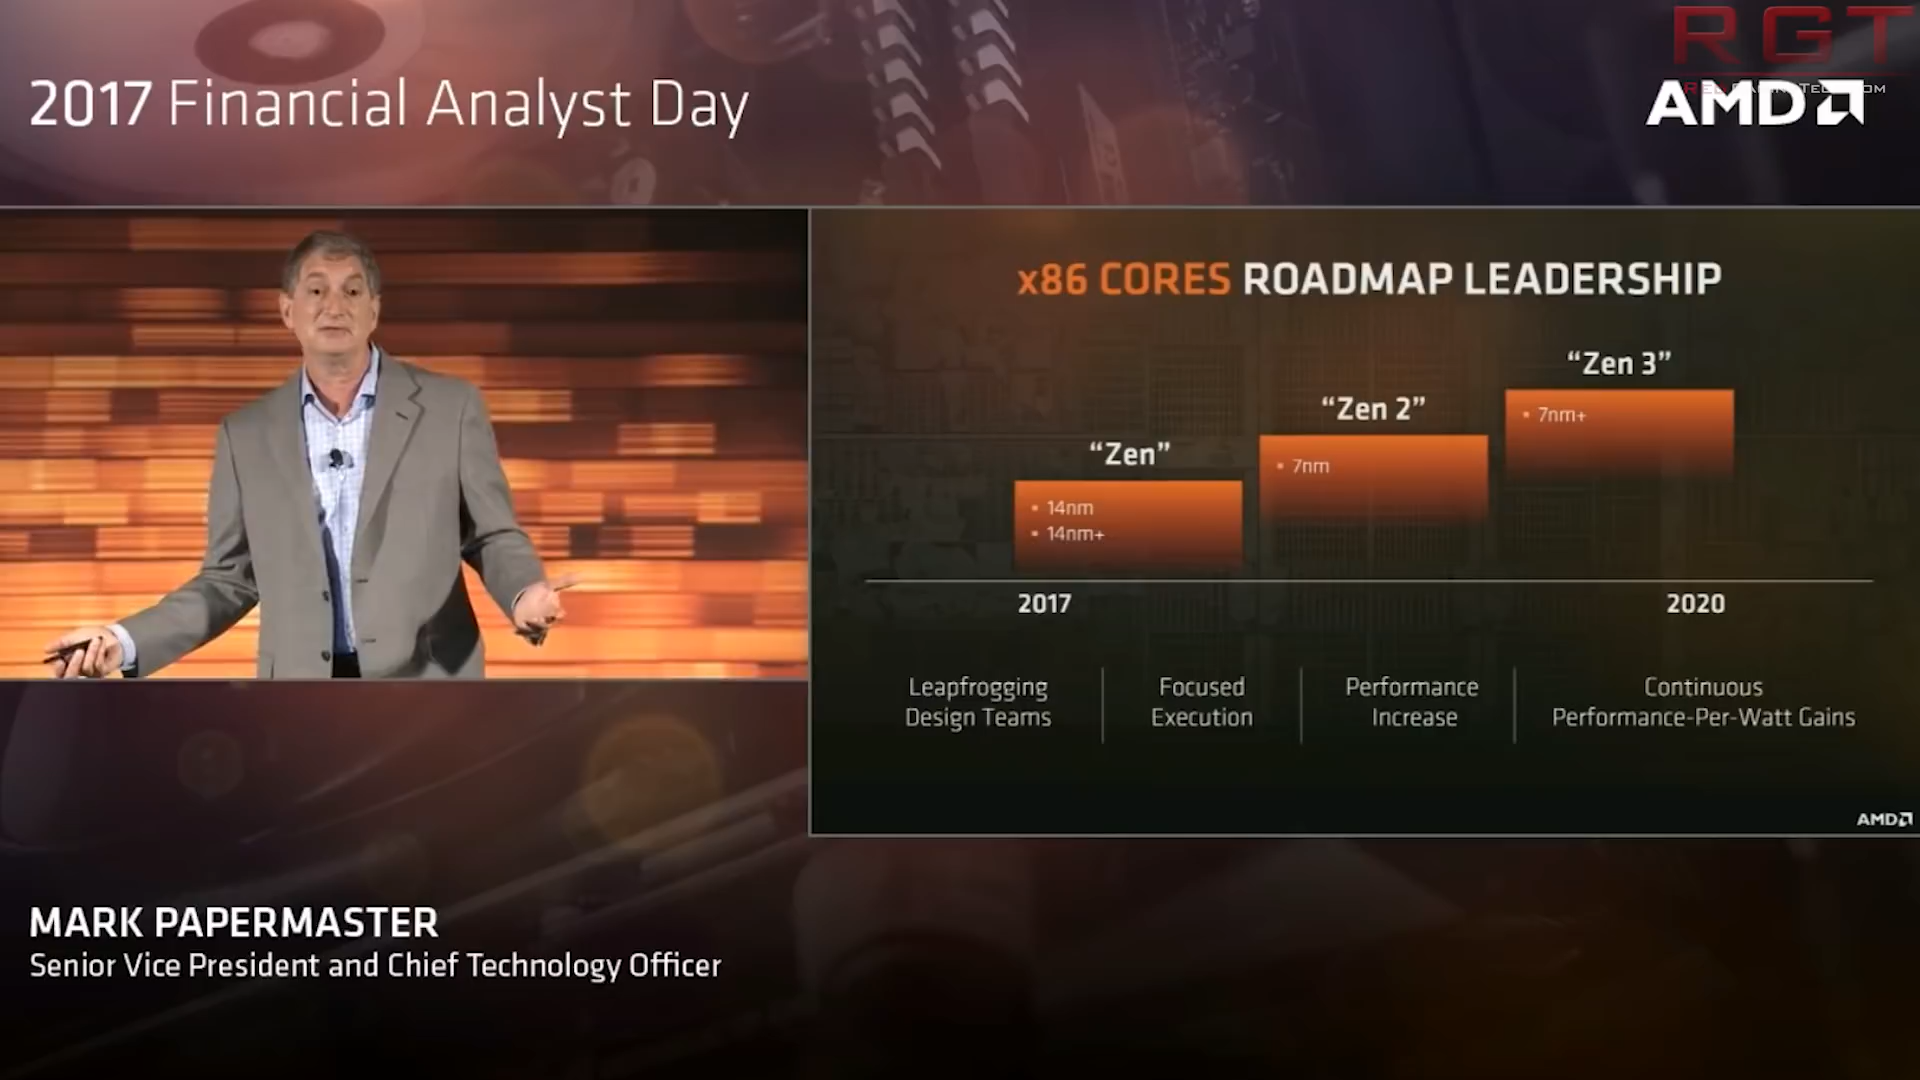 RGT
2017 Financial Analyst Day
AMD
x86 CORES ROADMAP LEADERSHIP
“Zen 3”
• 7nm+
“Zen 2”
• 7nm
“Zen”
• 14nm
• 14nm+
2017
2020
Leapfrogging
Design Teams
Focused
Execution
Performance
Increase
Continuous
Performance-Per-Watt Gains
AMD
MARK PAPERMASTER
Senior Vice President and Chief Technology Officer